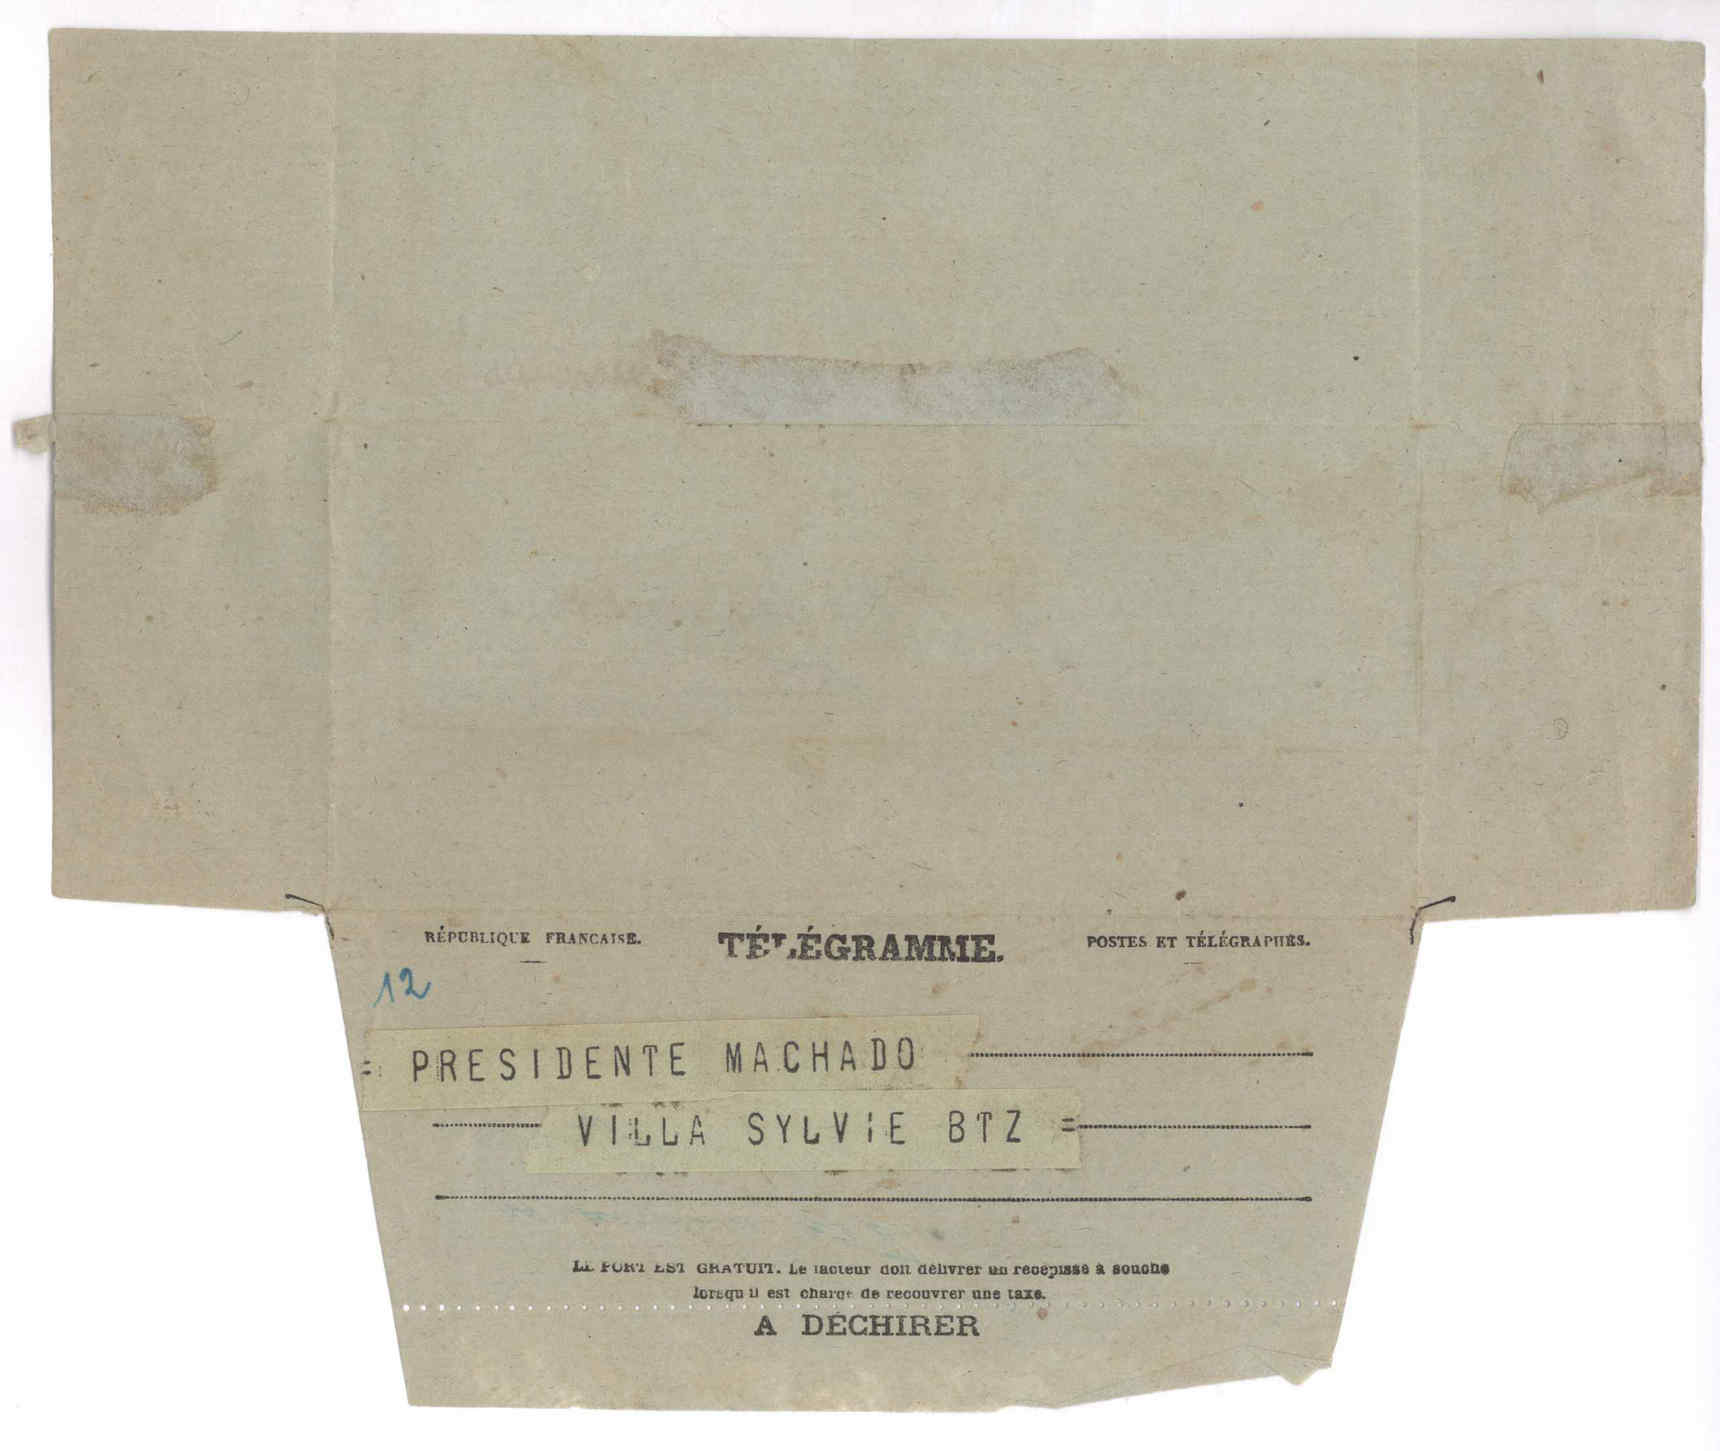 RÉPUBLIQUE FRANCAISE. TÉLÉGRAMME. POSTES ET TÉLÉGRAPHES.
12
= PRESIDENTE MACHADO
VILLA SYLVIE BTZ =
LE PORT EST GRATUIT. Le facteur doit délivrer un récépissé à souche
lorsqu'il est chargé de recouvrer une taxe.
A DÉCHIRER